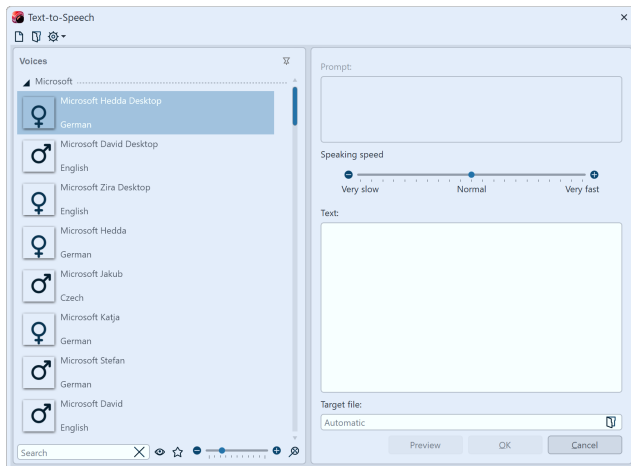 Text-to-Speech
Voices
Microsoft
Microsoft Hedda Desktop
German
Microsoft David Desktop
English
Microsoft Zira Desktop
English
Microsoft Hedda
German
Microsoft Jakub
Czech
Microsoft Katja
German
Microsoft Stefan
German
Microsoft David
English
Search
Prompt:
Speaking speed
Very slow Normal Very fast
Text:
Target file:
Automatic
Preview OK Cancel